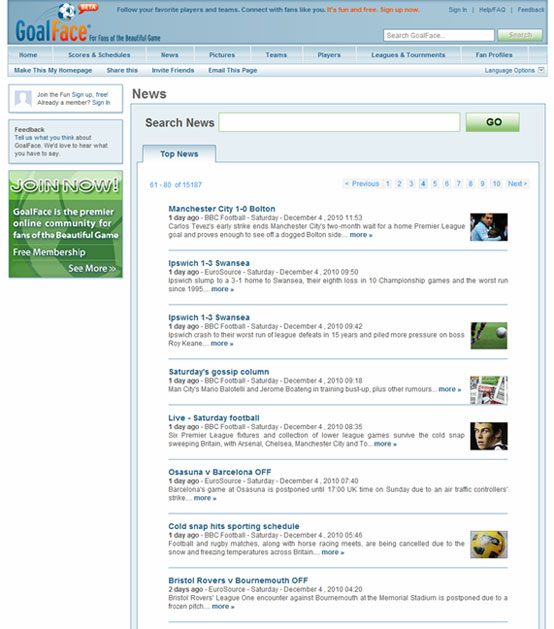 Follow your favorite players and teams. Connect with fans like you. It's fun and free. Sign up now.
Sign In | Help/FAQ | Feedback
BETA
GoalFace
For Fans of the Beautiful Game
Search GoalFace...
Search
Home
Scores & Schedules
News
Pictures
Teams
Players
Leagues & Tournments
Fan Profiles
Make This My Homepage
Share this
Invite Friends
Email This Page
Language Options
Join the Fun Sign up, free!
Already a member? Sign In
Feedback
Tell us what you think about
GoalFace. We'd love to hear what
you have to say.
JOIN NOW!
GoalFace is the premier
online community for
fans of the Beautiful Game
Free Membership
See More >>
News
Search News
GO
Top News
61 - 80 of 15187
< Previous 1 2 3 4 5 6 7 8 9 10 Next >
Manchester City 1-0 Bolton
1 day ago - BBC Football - Saturday - December 4 , 2010 11:53
Carlos Tevez's early strike ends Manchester City's two-month wait for a home Premier League
goal and proves enough to see off a dogged Bolton side... more »
Ipswich 1-3 Swansea
1 day ago - EuroSource - Saturday - December 4 , 2010 09:50
Ipswich slump to a 3-1 home to Swansea, their eighth loss in 10 Championship games and the worst run
since 1995... more »
Ipswich 1-3 Swansea
1 day ago - BBC Football - Saturday - December 4 , 2010 09:42
Ipswich crash to their worst run of league defeats in 15 years and piled more pressure on boss
Roy Keane... more »
Saturday's gossip column
1 day ago - BBC Football - Saturday - December 4 , 2010 09:18
Man City's Mario Balotelli and Jerome Boateng in training bust-up, plus other rumours... more »
Live - Saturday football
1 day ago - BBC Football - Saturday - December 4 , 2010 08:35
Six Premier League fixtures and collection of lower league games survive the cold snap
sweeping Britain, with Arsenal, Chelsea, Manchester City and To... more »
Osasuna v Barcelona OFF
1 day ago - EuroSource - Saturday - December 4 , 2010 07:40
Barcelona's game at Osasuna is postponed until 17:00 UK time on Sunday due to an air traffic controllers'
strike... more »
Cold snap hits sporting schedule
1 day ago - BBC Football - Saturday - December 4 , 2010 05:46
Football and rugby matches, along with horse racing meets, are being cancelled due to the
snow and freezing temperatures across Britain... more »
Bristol Rovers v Bournemouth OFF
2 days ago - EuroSource - Saturday - December 4 , 2010 04:20
Bristol Rovers' League One encounter against Bournemouth at the Memorial Stadium is postponed due to a
frozen pitch... more »